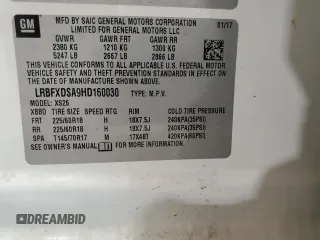 GM
MFD BY SAIC GENERAL MOTORS CORPORATION 01/17
LIMITED FOR GENERAL MOTORS LLC
GVWR GAWR FRT GAWR RR
2380 KG 1210 KG 1300 KG
5247 LB 2667 LB 2866 LB
THIS VEHICLE CONFORMS TO ALL APPLICABLE U.S.
FEDERAL MOTOR VEHICLE SAFETY, BUMPER, AND
THEFT PREVENTION STANDARDS IN EFFECT ON THE
DATE OF MANUFACTURE SHOWN ABOVE.
LRBFXDSA9HD160030 TYPE: M.P.V.
MODEL: XS26
XBBD TIRE SIZE SPEED RTG RIM COLD TIRE PRESSURE
FRT 225/60R18 H 18X7.5J 240KPA(35PSI)
RR 225/60R18 H 18X7.5J 240KPA(35PSI)
SPA T145/70R17 M 17X4BT 420KPA(60PSI)
SEE OWNER'S MANUAL